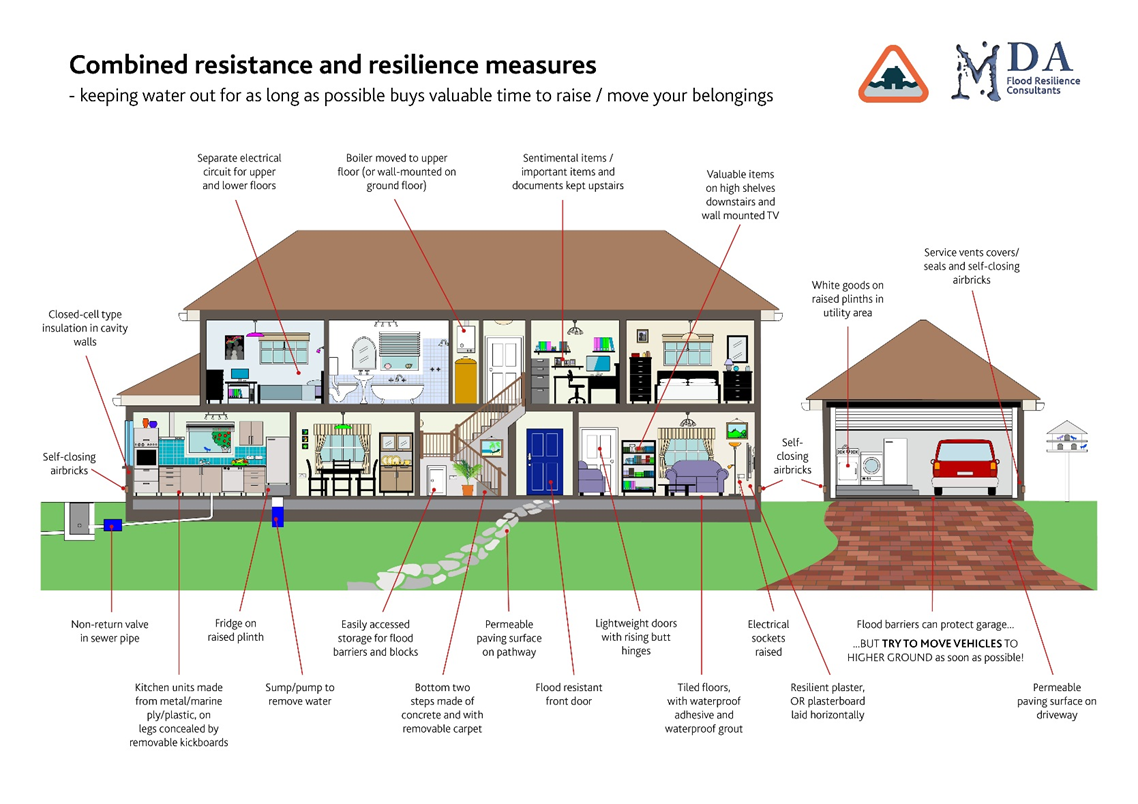 Combined resistance and resilience measures
- keeping water out for as long as possible buys valuable time to raise / move your belongings
MDA
Flood Resilience
Consultants
Separate electrical
circuit for upper
and lower floors
Boiler moved to upper
floor (or wall-mounted on
ground floor)
Sentimental items /
important items and
documents kept upstairs
Valuable items
on high shelves
downstairs and
wall mounted TV
Service vents covers/
seals and self-closing
airbricks
White goods on
raised plinths in
utility area
Closed-cell type
insulation in cavity
walls
Self-closing
airbricks
Self-
closing
airbricks
Non-return valve
in sewer pipe
Fridge on
raised plinth
Easily accessed
storage for flood
barriers and blocks
Permeable
paving surface
on pathway
Lightweight doors
with rising butt
hinges
Electrical
sockets
raised
Flood barriers can protect garage...
...BUT TRY TO MOVE VEHICLES TO
HIGHER GROUND as soon as possible!
Kitchen units made
from metal/marine
ply/plastic, on
legs concealed by
removable kickboards
Sump/pump to
remove water
Bottom two
steps made of
concrete and with
removable carpet
Flood resistant
front door
Tiled floors,
with waterproof
adhesive and
waterproof grout
Resilient plaster,
OR plasterboard
laid horizontally
Permeable
paving surface on
driveway